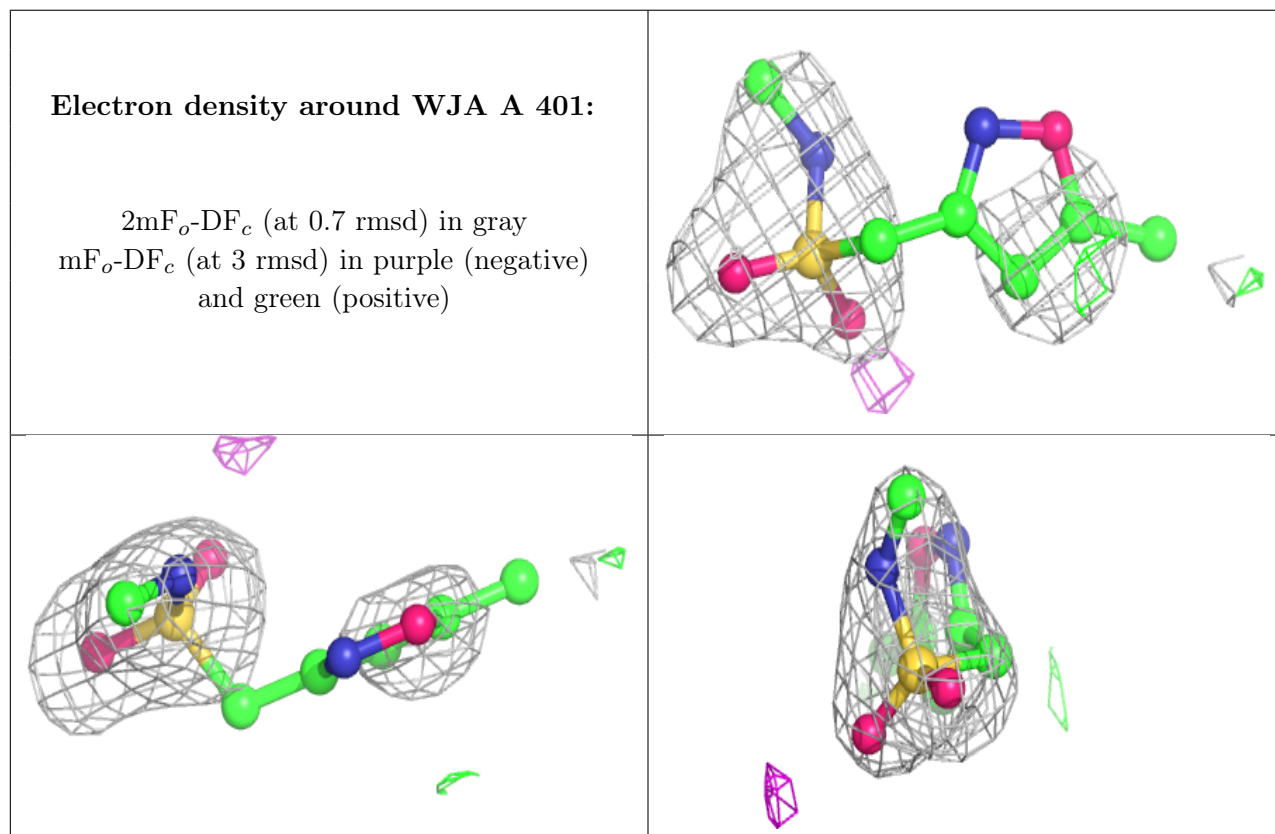 Electron density around WJA A 401:
2mFo-DFc (at 0.7 rmsd) in gray
mFo-DFc (at 3 rmsd) in purple (negative)
and green (positive)